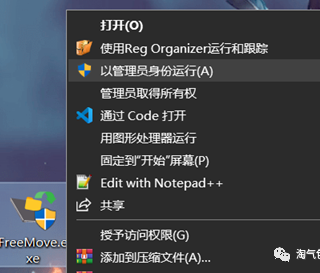 打开(O)
使用Reg Organizer运行和跟踪
以管理员身份运行(A)
管理员取得所有权
通过 Code 打开
用图形处理器运行
固定到"开始"屏幕(P)
Edit with Notepad++
共享
授予访问权限(G)
添加到压缩文件(A)...
FreeMove.e
xe
淘气